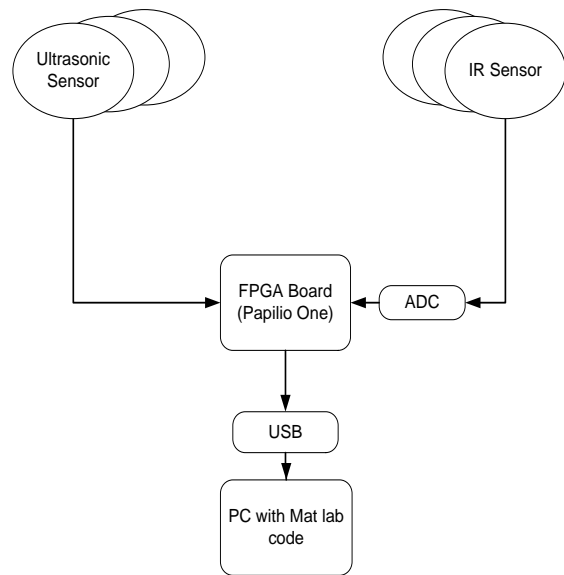 Ultrasonic
Sensor
IR Sensor
FPGA Board
(Papilio One)
ADC
USB
PC with Mat lab
code